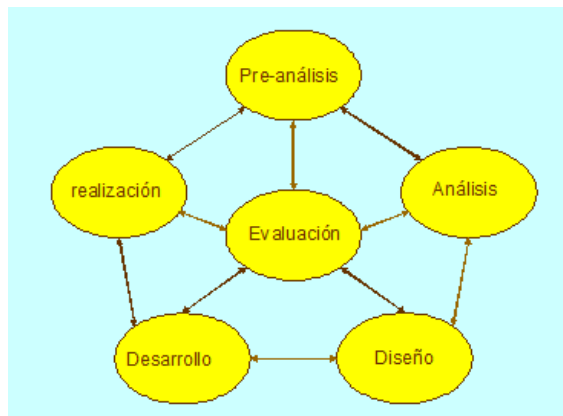 Pre-análisis
realización
Análisis
Evaluación
Desarrollo
Diseño